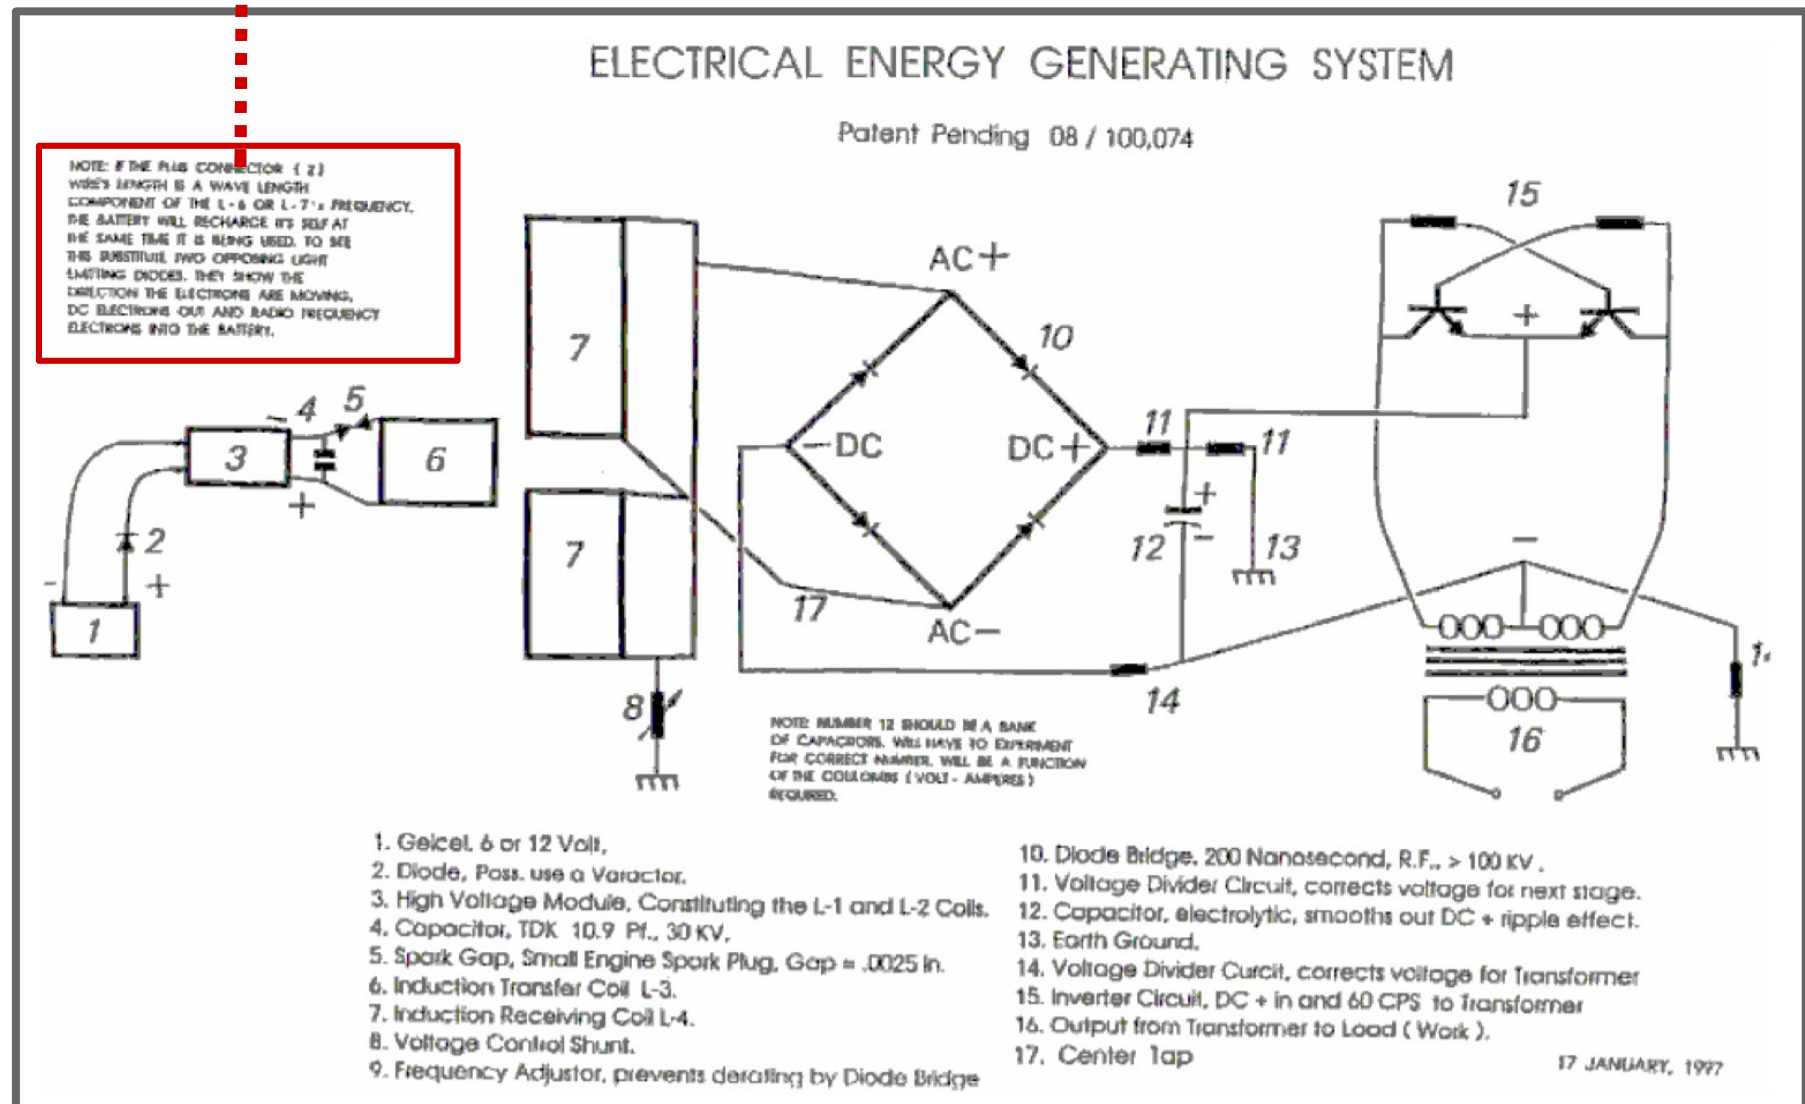 ELECTRICAL ENERGY GENERATING SYSTEM
Patent Pending 08 / 100,074
NOTE: IF THE PLUS CONNECTOR ( 2 )
WIRE'S LENGTH IS A WAVE LENGTH
COMPONENT OF THE L - 6 OR L - 7's FREQUENCY,
THE BATTERY WILL RECHARGE IT'S SELF AT
THE SAME TIME IT IS BEING USED. TO SEE
THIS SUBSTITUTE TWO OPPOSING LIGHT
EMITTING DIODES. THEY SHOW THE
DIRECTION THE ELECTRONS ARE MOVING,
DC ELECTRONS OUT AND RADIO FREQUENCY
ELECTRONS INTO THE BATTERY.
15
AC+
7
10
+
- 4
5
3
6
-DC
DC+
11
11
+
2
- +
1
7
+
12
-
13
-
17
AC-
8
14
16
NOTE: NUMBER 12 SHOULD BE A BANK
OF CAPACITORS. WILL HAVE TO EXPERIMENT
FOR CORRECT NUMBER. WILL BE A FUNCTION
OF THE COULOMBS ( VOLT - AMPERES )
REQUIRED.
1. Gelcel, 6 or 12 Volt,
2. Diode, Poss. use a Varactor.
3. High Voltage Module, Constituting the L-1 and L-2 Coils.
4. Capacitor, TDK 10.9 Pf., 30 KV,
5. Spark Gap, Small Engine Spark Plug, Gap = .0025 In.
6. Induction Transfer Coil L-3.
7. Induction Receiving Coil L-4.
8. Voltage Control Shunt.
9. Frequency Adjustor, prevents derating by Diode Bridge
10. Diode Bridge, 200 Nanosecond, R.F., > 100 KV .
11. Voltage Divider Circuit, corrects voltage for next stage.
12. Capacitor, electrolytic, smooths out DC + ripple effect.
13. Earth Ground.
14. Voltage Divider Curcit, corrects voltage for Transformer
15. Inverter Circuit, DC + in and 60 CPS to Transformer
16. Output from Transformer to Load ( Work ).
17. Center Tap
17 JANUARY, 1997